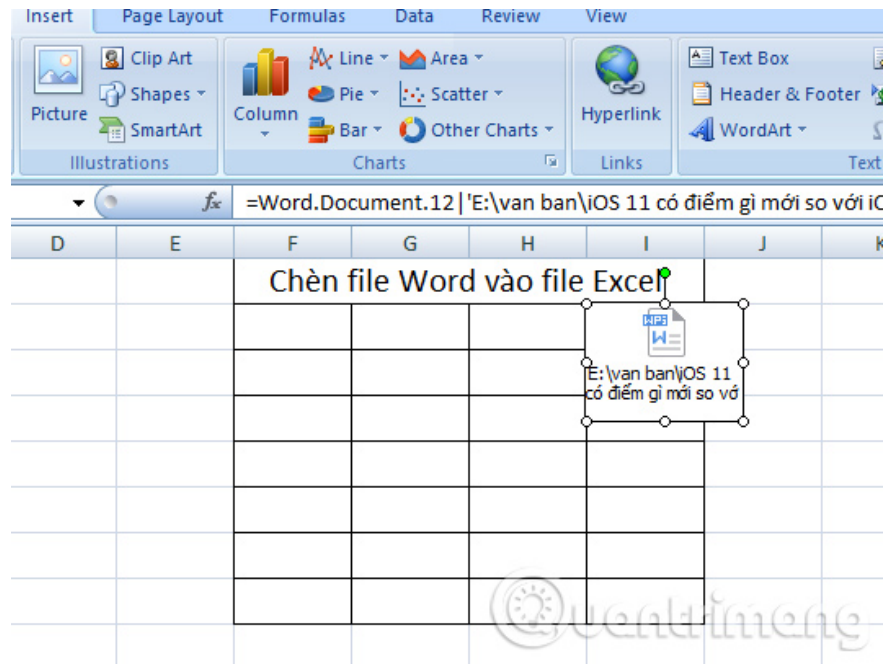 Insert Page Layout Formulas Data Review View
Clip Art Line Area Text Box
Picture Shapes Column Pie Scatter Hyperlink Header & Footer
SmartArt Bar Other Charts WordArt
Illustrations Charts Links Text
fx =Word.Document.12|'E:\van ban\iOS 11 có điểm gì mới so với iO
D E F G H I J K
Chèn file Word vào file Excel
WPS
W
E:\van ban\iOS 11
có điểm gì mới so vớ
Quantrimang